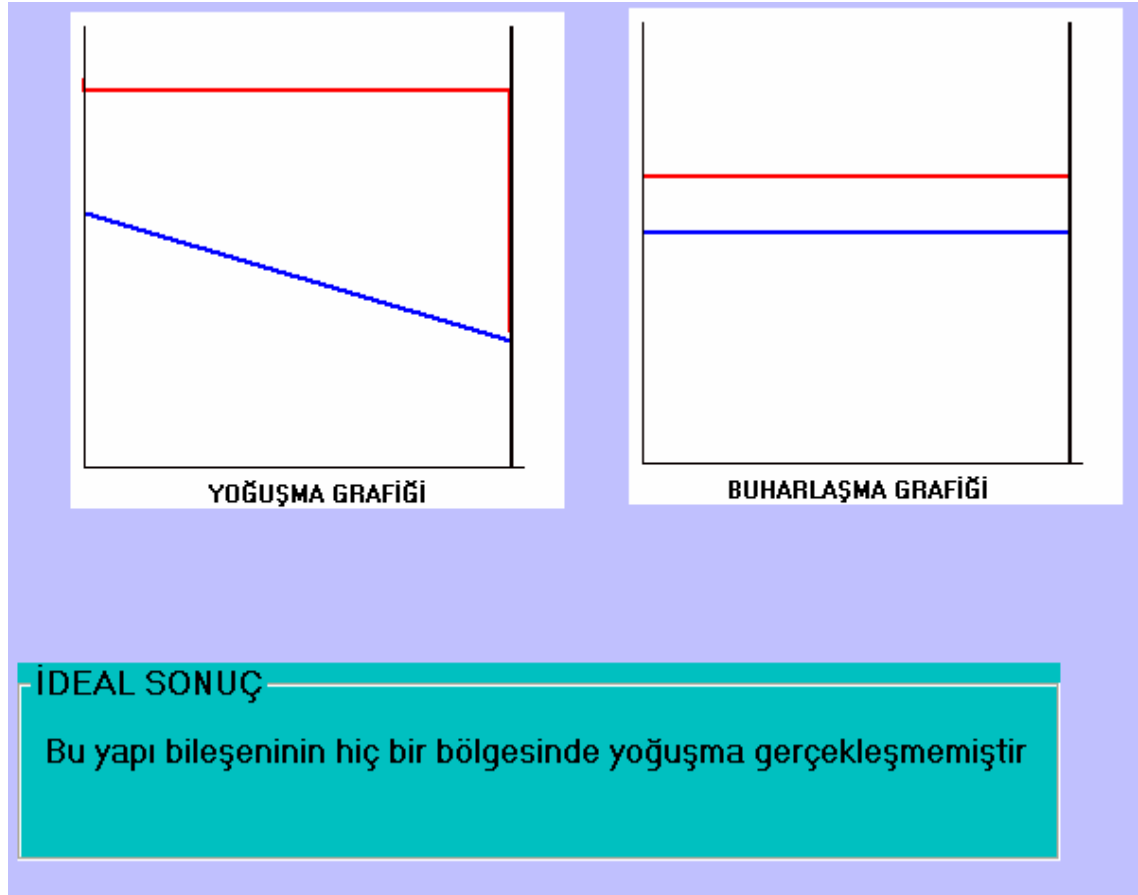 YOĞUŞMA GRAFİĞİ
BUHARLAŞMA GRAFİĞİ
İDEAL SONUÇ
Bu yapı bileşeninin hiç bir bölgesinde yoğuşma gerçekleşmemiştir